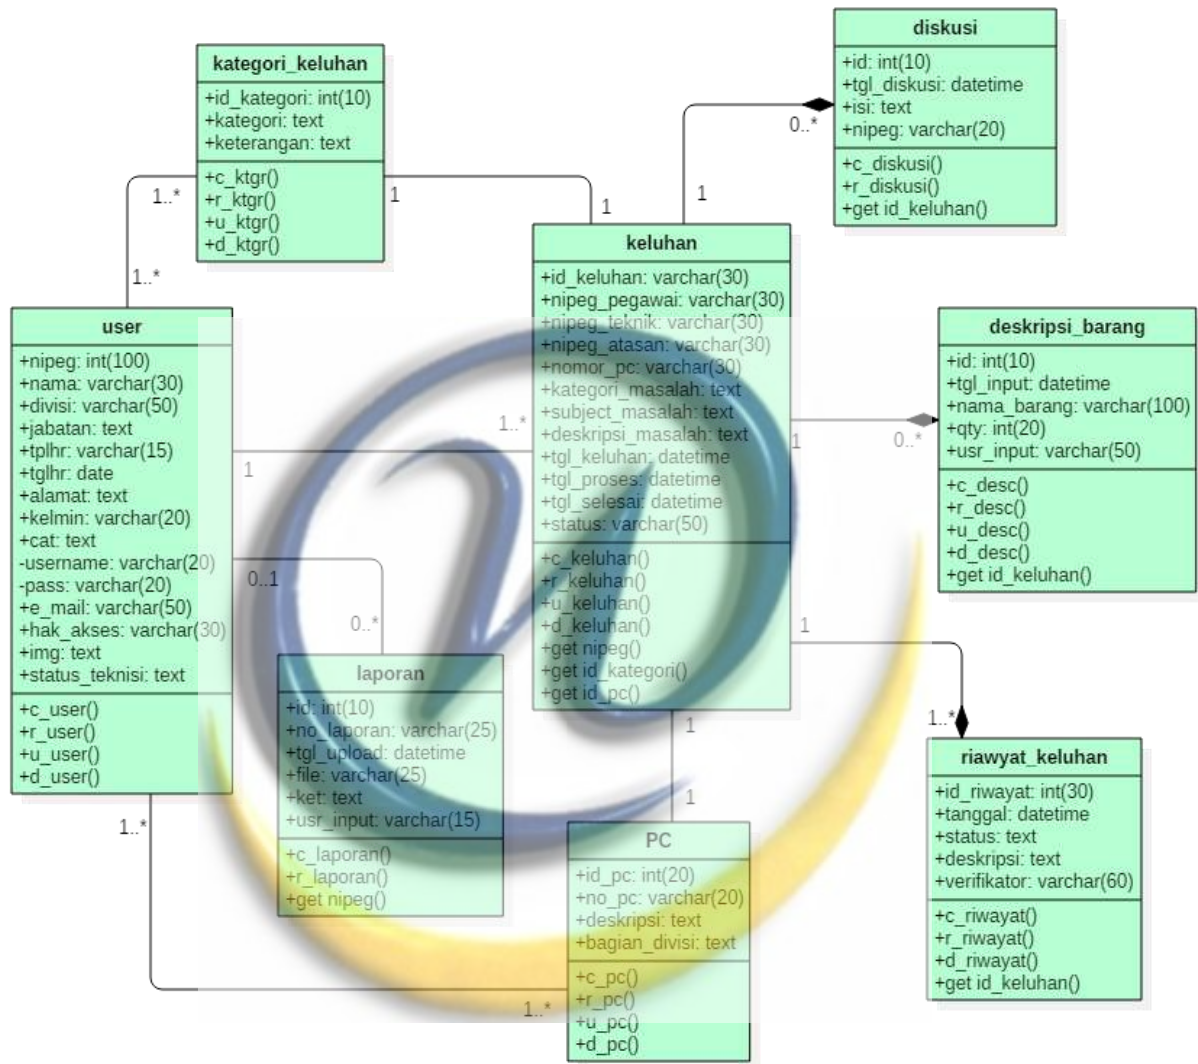 kategori_keluhan
+id_kategori: int(10)
+kategori: text
+keterangan: text
+c_ktgr()
+r_ktgr()
+u_ktgr()
+d_ktgr()
1..*
1..*
1
1
diskusi
+id: int(10)
+tgl_diskusi: datetime
+isi: text
+nipeg: varchar(20)
+c_diskusi()
+r_diskusi()
+get id_keluhan()
0..*
1
user
+nipeg: int(100)
+nama: varchar(30)
+divisi: varchar(50)
+jabatan: text
+tplhr: varchar(15)
+tglhr: date
+alamat: text
+kelmin: varchar(20)
+cat: text
-username: varchar(20)
-pass: varchar(20)
+e_mail: varchar(50)
+hak_akses: varchar(30)
+img: text
+status_teknisi: text
+c_user()
+r_user()
+u_user()
+d_user()
1
1..*
0..1
0..*
1..*
1..*
keluhan
+id_keluhan: varchar(30)
+nipeg_pegawai: varchar(30)
+nipeg_teknik: varchar(30)
+nipeg_atasan: varchar(30)
+nomor_pc: varchar(30)
+kategori_masalah: text
+subject_masalah: text
+deskripsi_masalah: text
+tgl_keluhan: datetime
+tgl_proses: datetime
+tgl_selesai: datetime
+status: varchar(50)
+c_keluhan()
+r_keluhan()
+u_keluhan()
+d_keluhan()
+get nipeg()
+get id_kategori()
+get id_pc()
1
0..*
1
1..*
1
1
deskripsi_barang
+id: int(10)
+tgl_input: datetime
+nama_barang: varchar(100)
+qty: int(20)
+usr_input: varchar(50)
+c_desc()
+r_desc()
+u_desc()
+d_desc()
+get id_keluhan()
laporan
+id: int(10)
+no_laporan: varchar(25)
+tgl_upload: datetime
+file: varchar(25)
+ket: text
+usr_input: varchar(15)
+c_laporan()
+r_laporan()
+get nipeg()
PC
+id_pc: int(20)
+no_pc: varchar(20)
+deskripsi: text
+bagian_divisi: text
+c_pc()
+r_pc()
+u_pc()
+d_pc()
riawyat_keluhan
+id_riwayat: int(30)
+tanggal: datetime
+status: text
+deskripsi: text
+verifikator: varchar(60)
+c_riwayat()
+r_riwayat()
+d_riwayat()
+get id_keluhan()